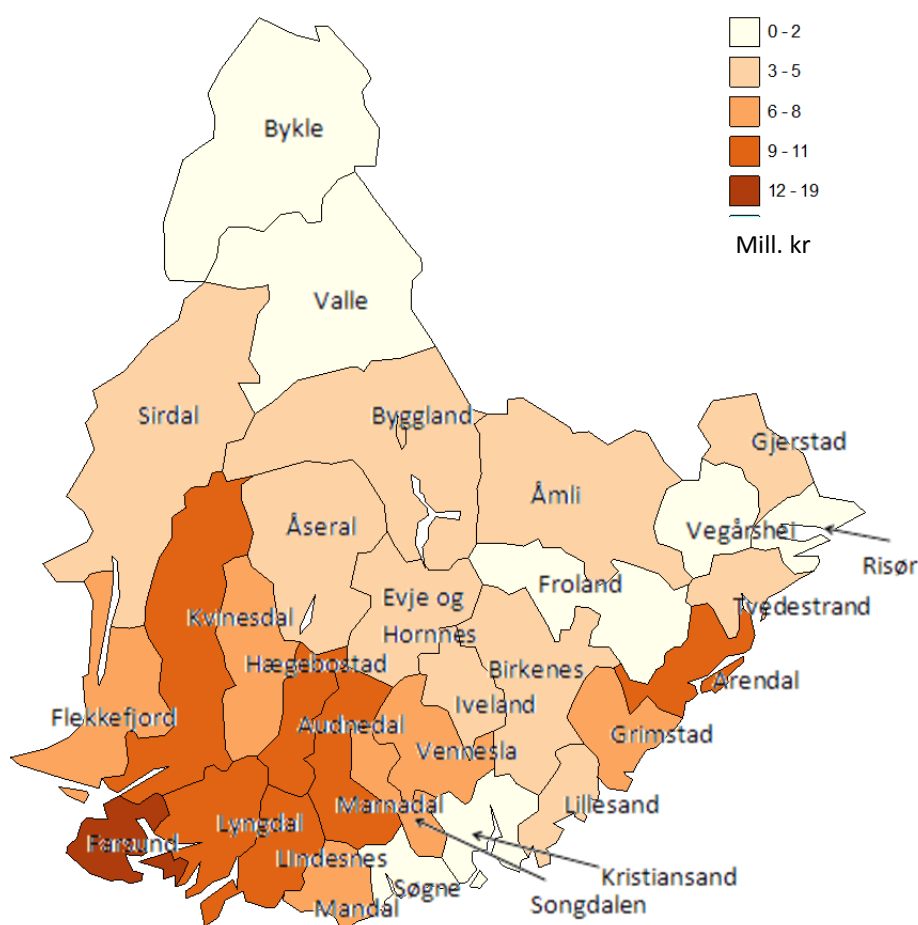 0 - 2
3 - 5
6 - 8
9 - 11
12 - 19
Mill. kr
Bykle
Valle
Sirdal
Byggland
Gjerstad
Åmli
Åseral
Vegårshei
Risør
Froland
Evje og
Hornnes
Kvinesdal
Tvedestrand
Hægebostad
Birkenes
Arendal
Iveland
Flekkefjord
Audnedal
Grimstad
Vennesla
Marnadal
Lillesand
Lyngdal
Farsund
Lindesnes
Kristiansand
Søgne
Songdalen
Mandal